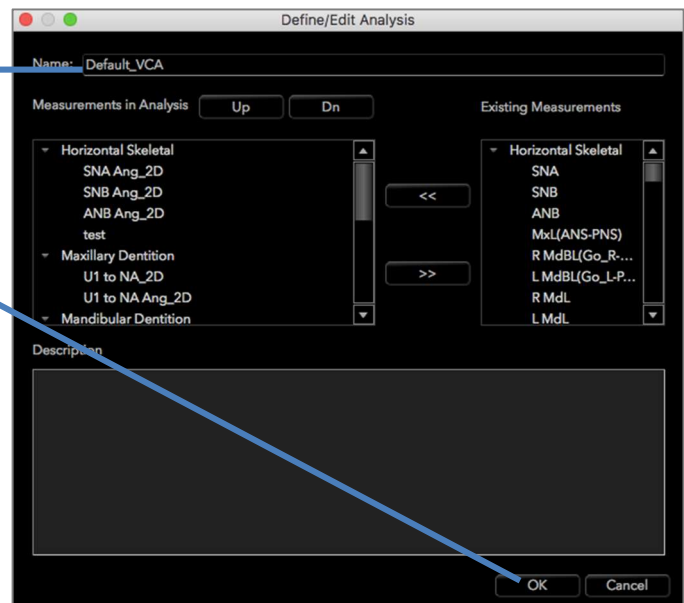 Define/Edit Analysis
Name: Default_VCA
Measurements in Analysis Up Dn Existing Measurements
Horizontal Skeletal
SNA Ang_2D
SNB Ang_2D
ANB Ang_2D
test
Maxillary Dentition
U1 to NA_2D
U1 to NA Ang_2D
Mandibular Dentition
<<
>>
Horizontal Skeletal
SNA
SNB
ANB
MxL(ANS-PNS)
R MdBL(Go_R-...
L MdBL(Go_L-P...
R MdL
L MdL
Description
OK Cancel